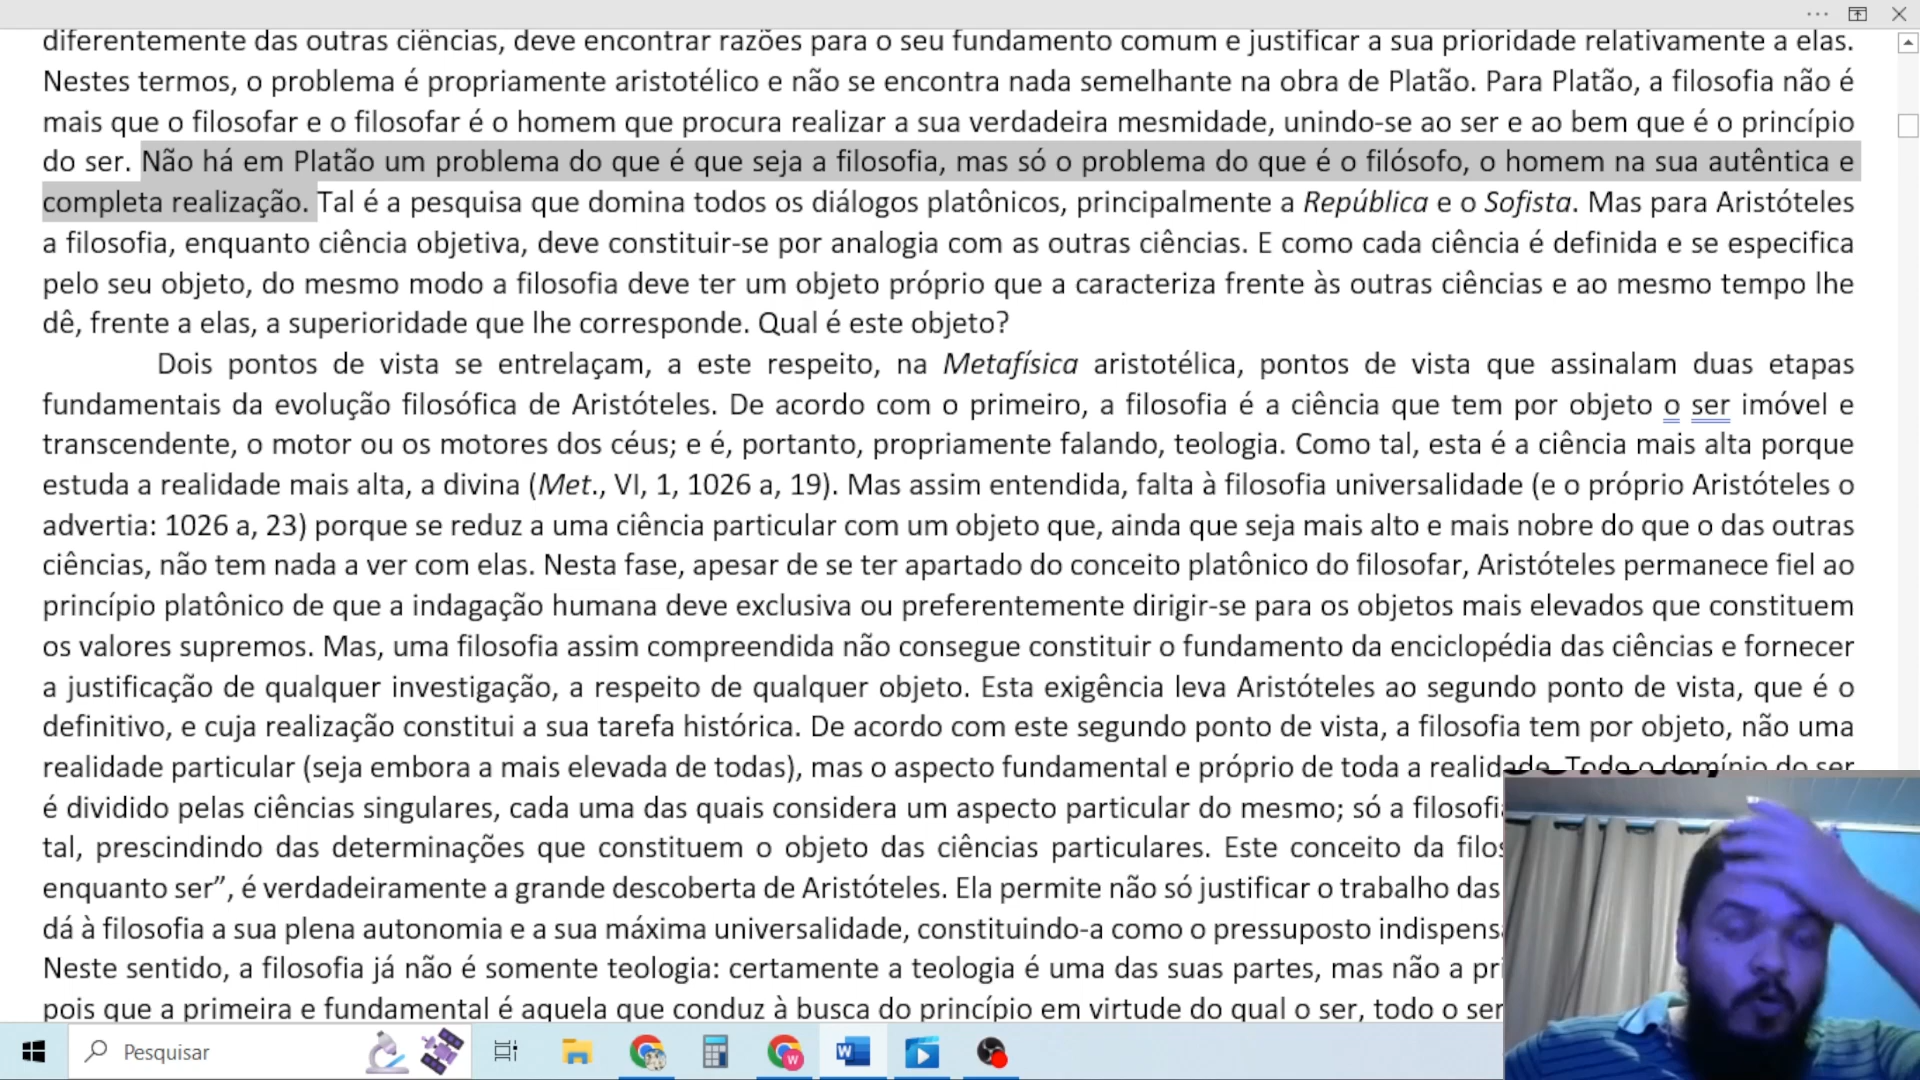 diferentemente das outras ciências, deve encontrar razões para o seu fundamento comum e justificar a sua prioridade relativamente a elas.
Nestes termos, o problema é propriamente aristotélico e não se encontra nada semelhante na obra de Platão. Para Platão, a filosofia não é
mais que o filosofar e o filosofar é o homem que procura realizar a sua verdadeira mesmidade, unindo-se ao ser e ao bem que é o princípio
do ser. Não há em Platão um problema do que é que seja a filosofia, mas só o problema do que é o filósofo, o homem na sua autêntica e
completa realização. Tal é a pesquisa que domina todos os diálogos platônicos, principalmente a República e o Sofista. Mas para Aristóteles
a filosofia, enquanto ciência objetiva, deve constituir-se por analogia com as outras ciências. E como cada ciência é definida e se especifica
pelo seu objeto, do mesmo modo a filosofia deve ter um objeto próprio que a caracteriza frente às outras ciências e ao mesmo tempo lhe
dê, frente a elas, a superioridade que lhe corresponde. Qual é este objeto?
Dois pontos de vista se entrelaçam, a este respeito, na Metafísica aristotélica, pontos de vista que assinalam duas etapas
fundamentais da evolução filosófica de Aristóteles. De acordo com o primeiro, a filosofia é a ciência que tem por objeto o ser imóvel e
transcendente, o motor ou os motores dos céus; e é, portanto, propriamente falando, teologia. Como tal, esta é a ciência mais alta porque
estuda a realidade mais alta, a divina (Met., VI, 1, 1026 a, 19). Mas assim entendida, falta à filosofia universalidade (e o próprio Aristóteles o
advertia: 1026 a, 23) porque se reduz a uma ciência particular com um objeto que, ainda que seja mais alto e mais nobre do que o das outras
ciências, não tem nada a ver com elas. Nesta fase, apesar de se ter apartado do conceito platônico do filosofar, Aristóteles permanece fiel ao
princípio platônico de que a indagação humana deve exclusiva ou preferentemente dirigir-se para os objetos mais elevados que constituem
os valores supremos. Mas, uma filosofia assim compreendida não consegue constituir o fundamento da enciclopédia das ciências e fornecer
a justificação de qualquer investigação, a respeito de qualquer objeto. Esta exigência leva Aristóteles ao segundo ponto de vista, que é o
definitivo, e cuja realização constitui a sua tarefa histórica. De acordo com este segundo ponto de vista, a filosofia tem por objeto, não uma
realidade particular (seja embora a mais elevada de todas), mas o aspecto fundamental e próprio de toda a realidade. Todo o domínio do ser
é dividido pelas ciências singulares, cada uma das quais considera um aspecto particular do mesmo; só a filosofi
tal, prescindindo das determinações que constituem o objeto das ciências particulares. Este conceito da filos
enquanto ser”, é verdadeiramente a grande descoberta de Aristóteles. Ela permite não só justificar o trabalho das
dá à filosofia a sua plena autonomia e a sua máxima universalidade, constituindo-a como o pressuposto indispens
Neste sentido, a filosofia já não é somente teologia: certamente a teologia é uma das suas partes, mas não a pri
pois que a primeira e fundamental é aquela que conduz à busca do princípio em virtude do qual o ser, todo o ser
Pesquisar